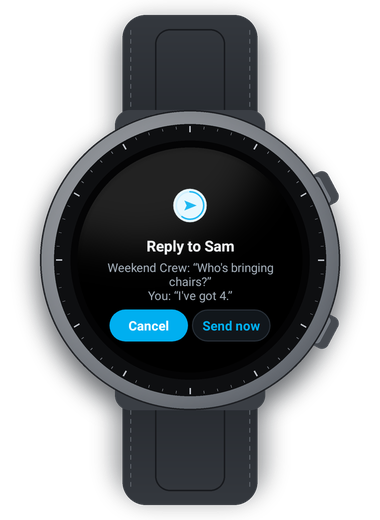 Reply to Sam
Weekend Crew: “Who's bringing
chairs?”
You: “I've got 4.”
Cancel
Send now